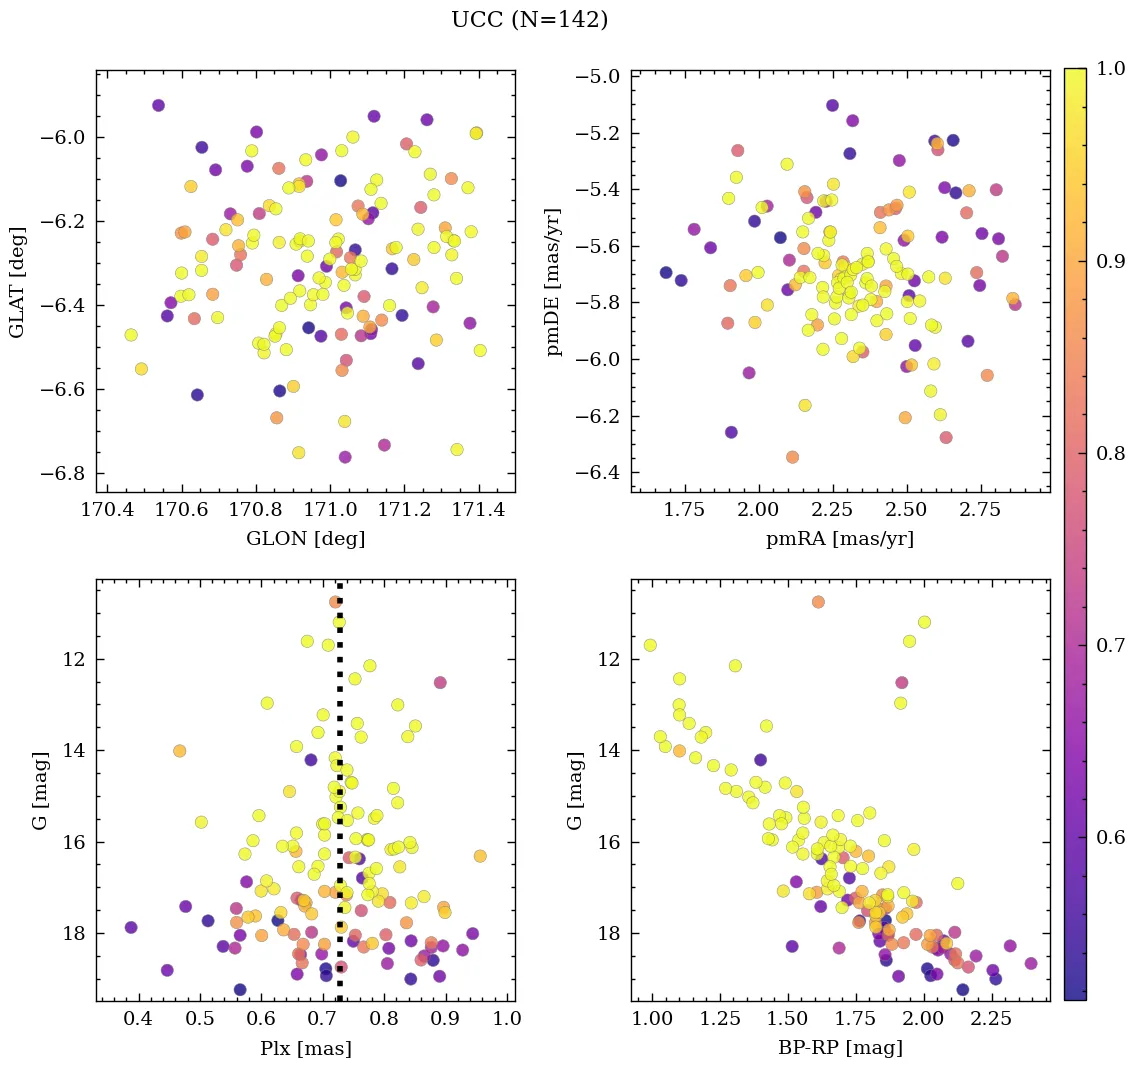 UCC (N=142)
−6.0
−6.2
−6.4
−6.6
−6.8
GLAT [deg]
170.4 170.6 170.8 171.0 171.2 171.4
GLON [deg]
−5.0
−5.2
−5.4
−5.6
−5.8
−6.0
−6.2
−6.4
pmDE [mas/yr]
1.75 2.00 2.25 2.50 2.75
pmRA [mas/yr]
12
14
16
18
G [mag]
0.4 0.5 0.6 0.7 0.8 0.9 1.0
Plx [mas]
12
14
16
18
G [mag]
1.00 1.25 1.50 1.75 2.00 2.25
BP-RP [mag]
1.0
0.9
0.8
0.7
0.6